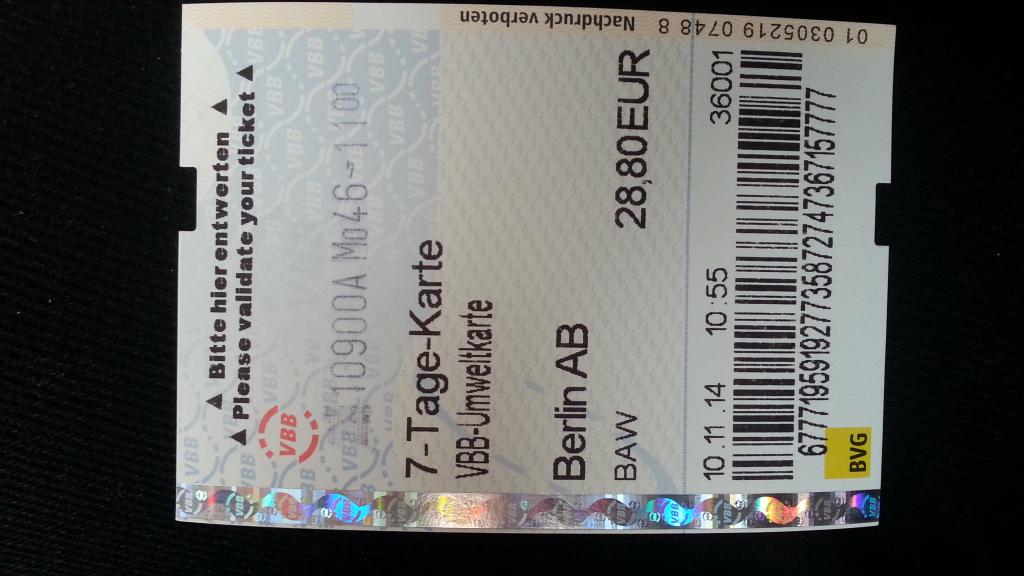 Bitte hier entwerten
Please validate your ticket
VBB
10900A Mo46-1100
7-Tage-Karte
VBB-Umweltkarte
Berlin AB
BAW
28,80EUR
10.11.14 10:55 36001
BVG
Nachdruck verboten
01 0305219 0748 8